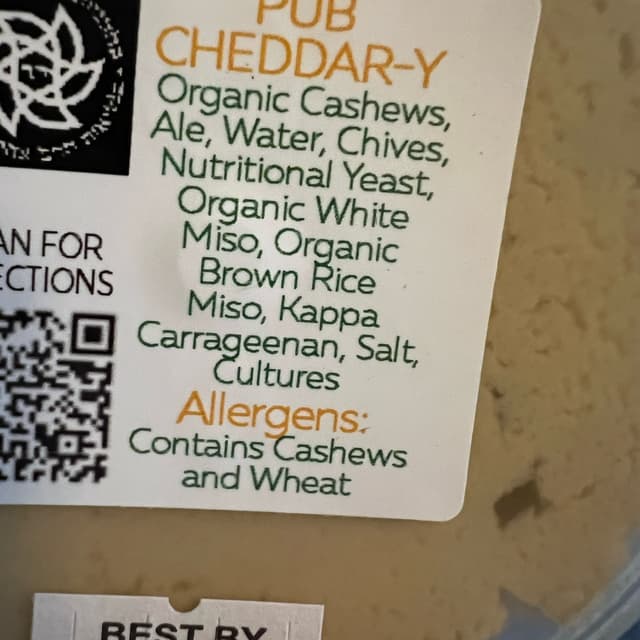 PUB
CHEDDAR-Y
Organic Cashews,
Ale, Water, Chives,
Nutritional Yeast,
Organic White
Miso, Organic
Brown Rice
Miso, Kappa
Carrageenan, Salt,
Cultures
Allergens:
Contains Cashews
and Wheat
AN FOR
ECTIONS
BEST BY